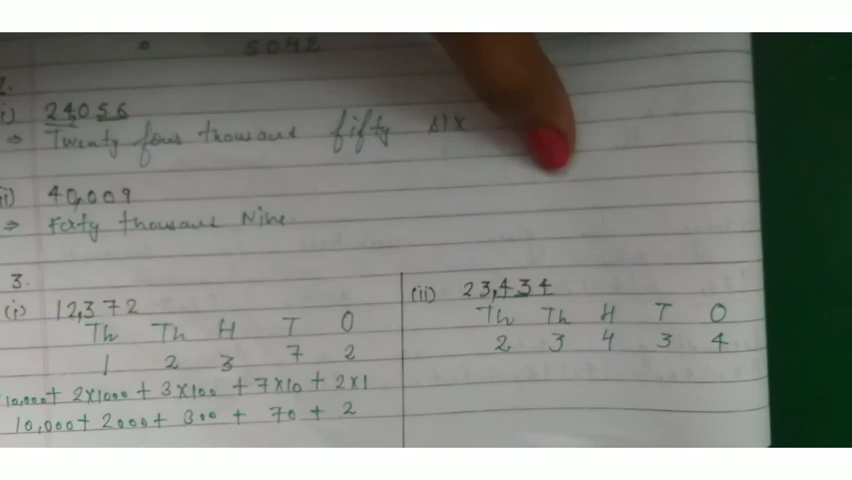 5042
2.
i) 24,056
⇒ Twenty four thousand fifty six
ii) 40,009
⇒ Forty thousand Nine
3.
(i) 12,372
Th Th H T O
1 2 3 7 2
10,000+ 2×1000 + 3×100 + 7×10 + 2×1
10,000+ 2000+ 300 + 70 + 2
(ii) 23,434
Th Th H T O
2 3 4 3 4